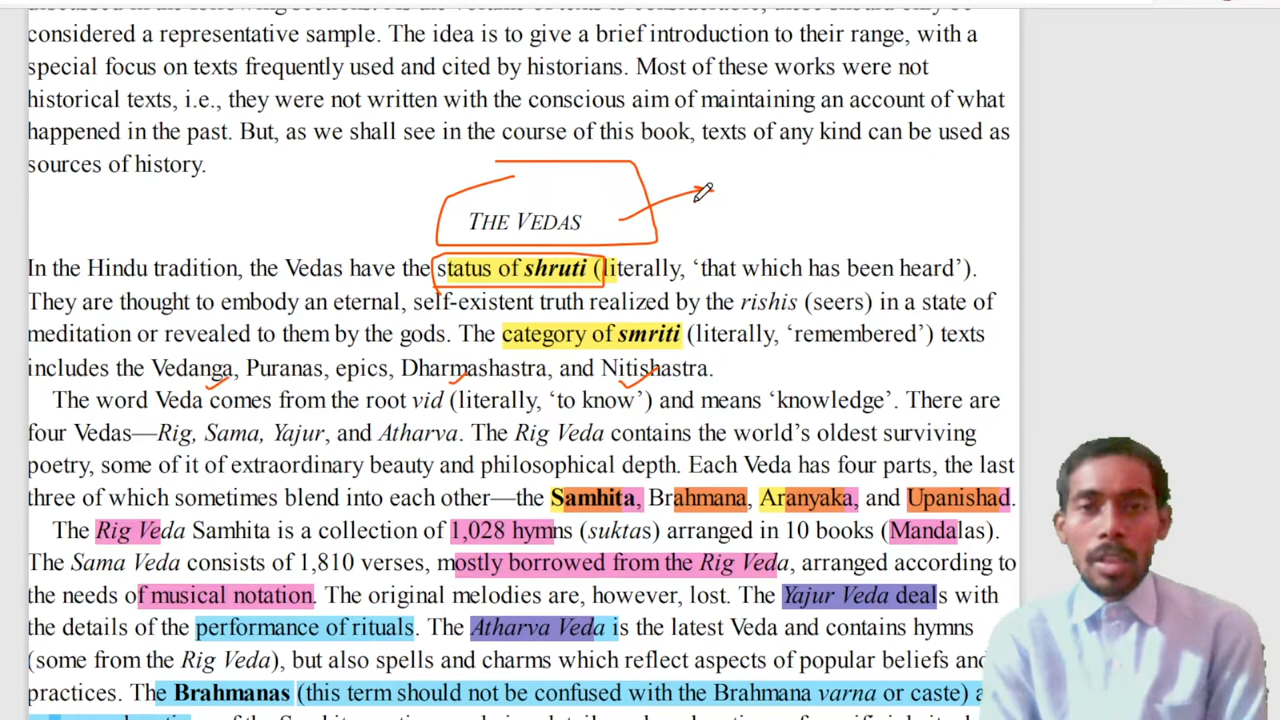 considered a representative sample. The idea is to give a brief introduction to their range, with a
special focus on texts frequently used and cited by historians. Most of these works were not
historical texts, i.e., they were not written with the conscious aim of maintaining an account of what
happened in the past. But, as we shall see in the course of this book, texts of any kind can be used as
sources of history.
THE VEDAS
In the Hindu tradition, the Vedas have the status of shruti (literally, ‘that which has been heard’).
They are thought to embody an eternal, self-existent truth realized by the rishis (seers) in a state of
meditation or revealed to them by the gods. The category of smriti (literally, ‘remembered’) texts
includes the Vedanga, Puranas, epics, Dharmashastra, and Nitishastra.
The word Veda comes from the root vid (literally, ‘to know’) and means ‘knowledge’. There are
four Vedas—Rig, Sama, Yajur, and Atharva. The Rig Veda contains the world’s oldest surviving
poetry, some of it of extraordinary beauty and philosophical depth. Each Veda has four parts, the last
three of which sometimes blend into each other—the Samhita, Brahmana, Aranyaka, and Upanishad.
The Rig Veda Samhita is a collection of 1,028 hymns (suktas) arranged in 10 books (Mandalas).
The Sama Veda consists of 1,810 verses, mostly borrowed from the Rig Veda, arranged according to
the needs of musical notation. The original melodies are, however, lost. The Yajur Veda deals with
the details of the performance of rituals. The Atharva Veda is the latest Veda and contains hymns
(some from the Rig Veda), but also spells and charms which reflect aspects of popular beliefs and
practices. The Brahmanas (this term should not be confused with the Brahmana varna or caste)